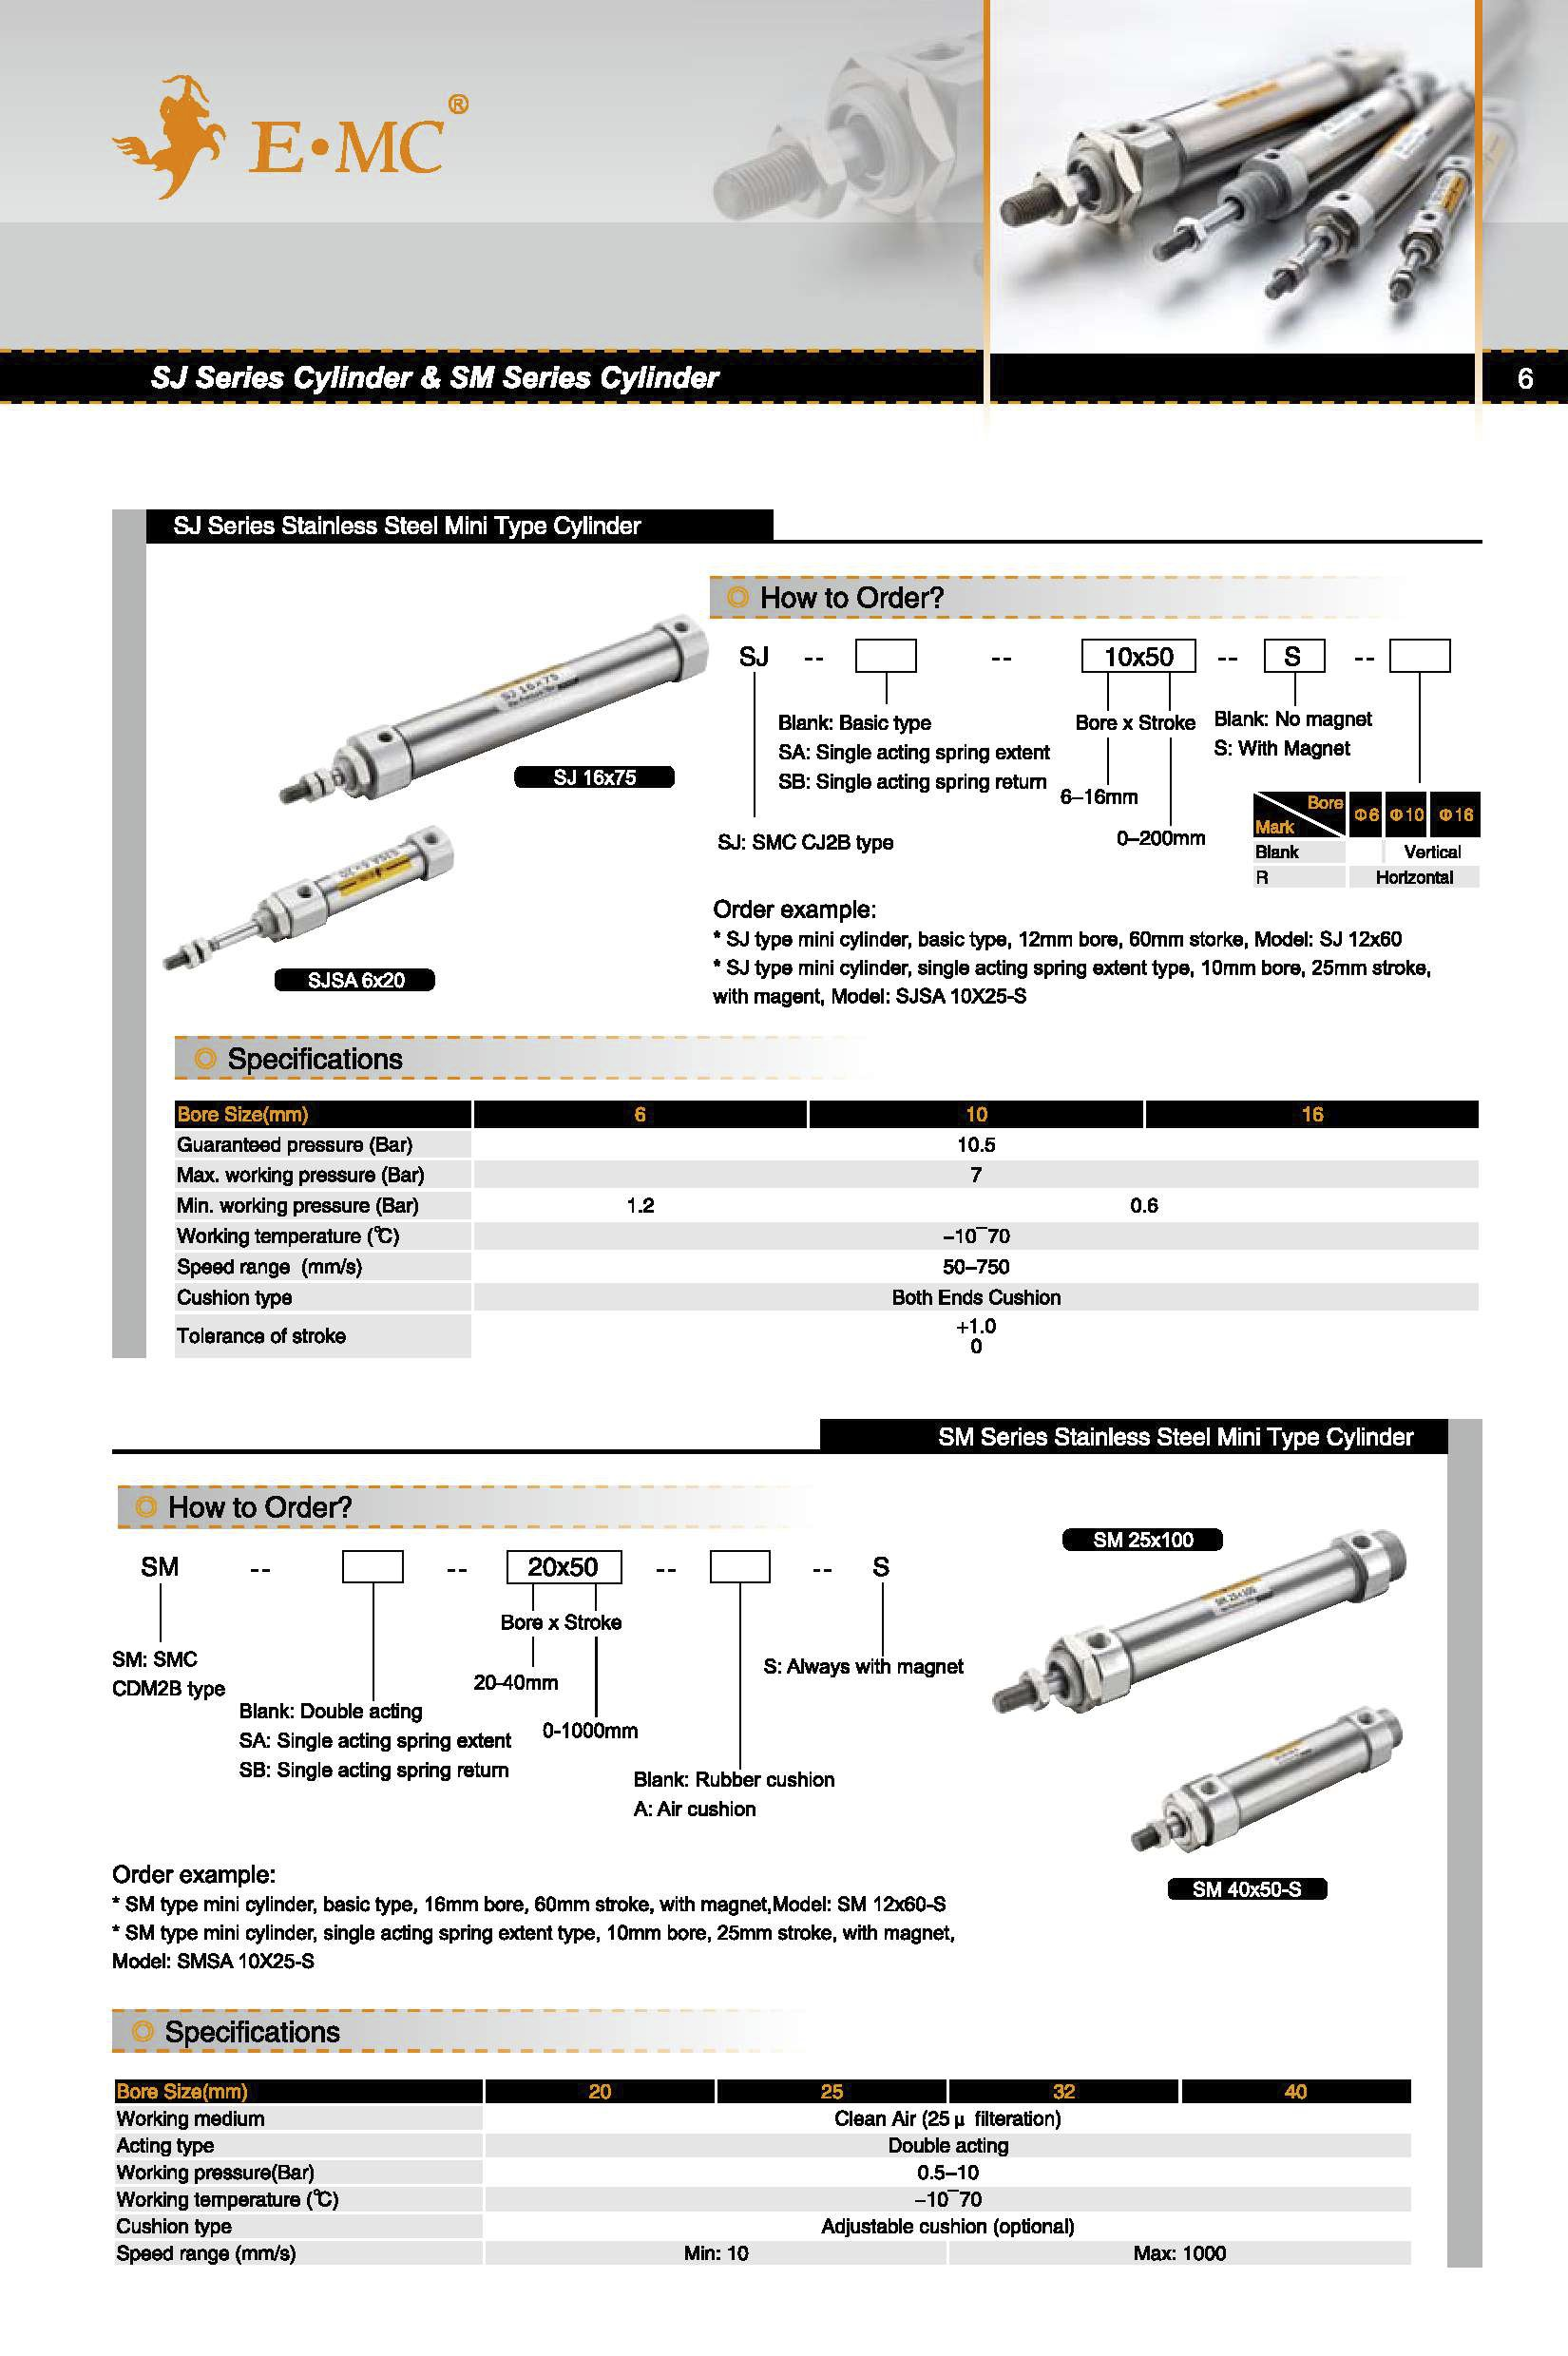 E•MC®
SJ Series Cylinder & SM Series Cylinder
6
SJ Series Stainless Steel Mini Type Cylinder
How to Order?
SJ -- -- 10x50 -- S --
Blank: Basic type
SA: Single acting spring extent
SB: Single acting spring return
Bore x Stroke
6–16mm
0–200mm
Blank: No magnet
S: With Magnet
SJ: SMC CJ2B type
Bore
Mark
Φ6 Φ10 Φ16
Blank Vertical
R Horizontal
SJ 16x75
SJ 16x75
SJSA 6x20
Order example:
* SJ type mini cylinder, basic type, 12mm bore, 60mm storke, Model: SJ 12x60
* SJ type mini cylinder, single acting spring extent type, 10mm bore, 25mm stroke,
with magent, Model: SJSA 10X25-S
Specifications
Bore Size(mm) 6 10 16
Guaranteed pressure (Bar) 10.5
Max. working pressure (Bar) 7
Min. working pressure (Bar) 1.2 0.6
Working temperature (℃) –10¯70
Speed range (mm/s) 50–750
Cushion type Both Ends Cushion
Tolerance of stroke +1.0
0
SM Series Stainless Steel Mini Type Cylinder
How to Order?
SM -- -- 20x50 -- -- S
SM: SMC
CDM2B type
Blank: Double acting
SA: Single acting spring extent
SB: Single acting spring return
Bore x Stroke
20-40mm
0-1000mm
Blank: Rubber cushion
A: Air cushion
S: Always with magnet
SM 25x100
SM 25x100
SM 40x50-S
Order example:
* SM type mini cylinder, basic type, 16mm bore, 60mm stroke, with magnet,Model: SM 12x60-S
* SM type mini cylinder, single acting spring extent type, 10mm bore, 25mm stroke, with magnet,
Model: SMSA 10X25-S
Specifications
Bore Size(mm) 20 25 32 40
Working medium Clean Air (25 μ filteration)
Acting type Double acting
Working pressure(Bar) 0.5–10
Working temperature (℃) –10¯70
Cushion type Adjustable cushion (optional)
Speed range (mm/s) Min: 10 Max: 1000